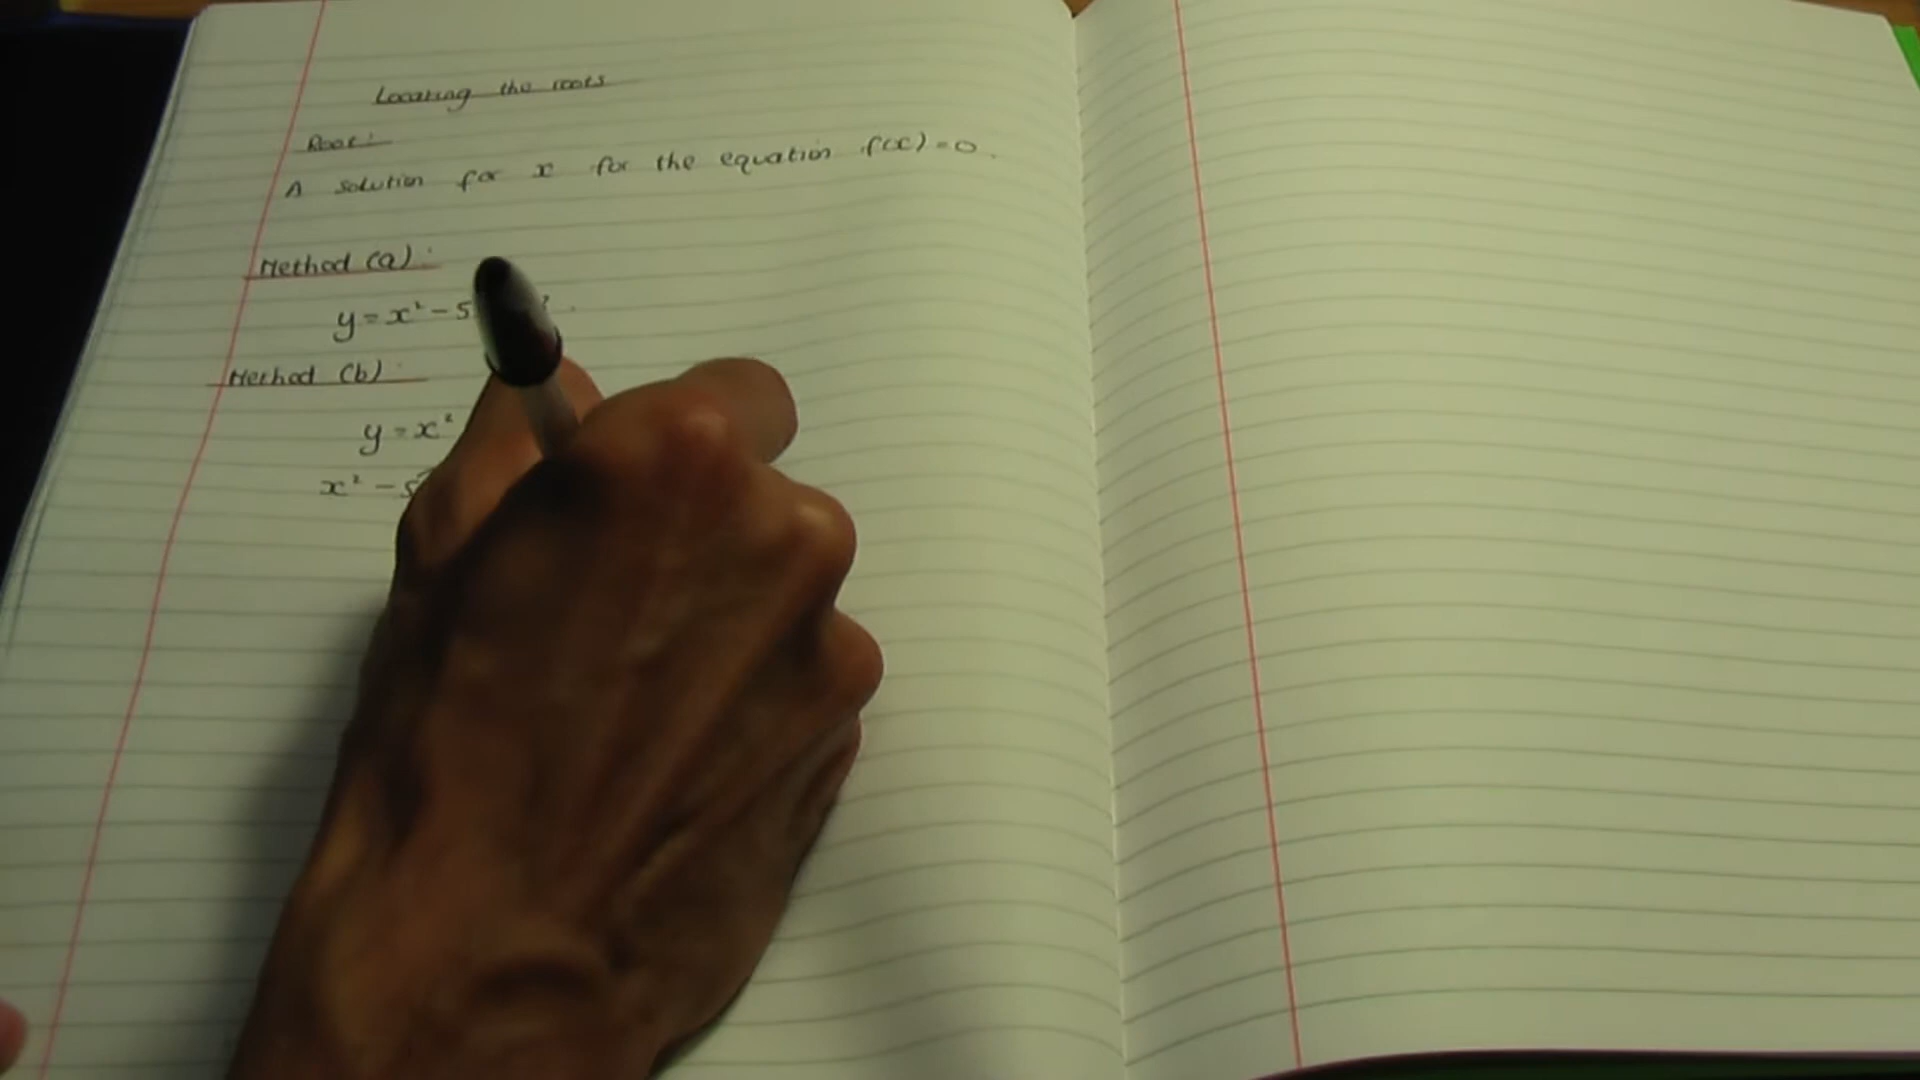 Locating the roots
Root:
A solution for x for the equation f(x)=0.
Method (a):
y=x²-5
Method (b):
y=x²
x²-5